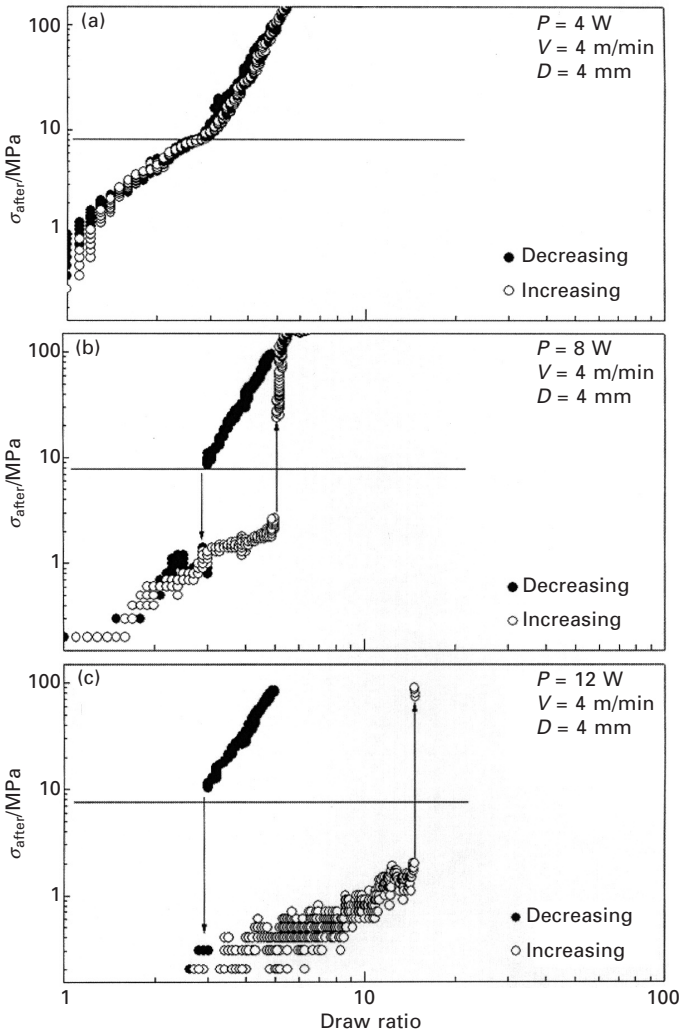 (a)
P = 4 W
V = 4 m/min
D = 4 mm
100
10
1
σafter/MPa
Decreasing
Increasing
(b)
P = 8 W
V = 4 m/min
D = 4 mm
100
10
1
σafter/MPa
Decreasing
Increasing
(c)
P = 12 W
V = 4 m/min
D = 4 mm
100
10
1
σafter/MPa
Decreasing
Increasing
1 10 100
Draw ratio